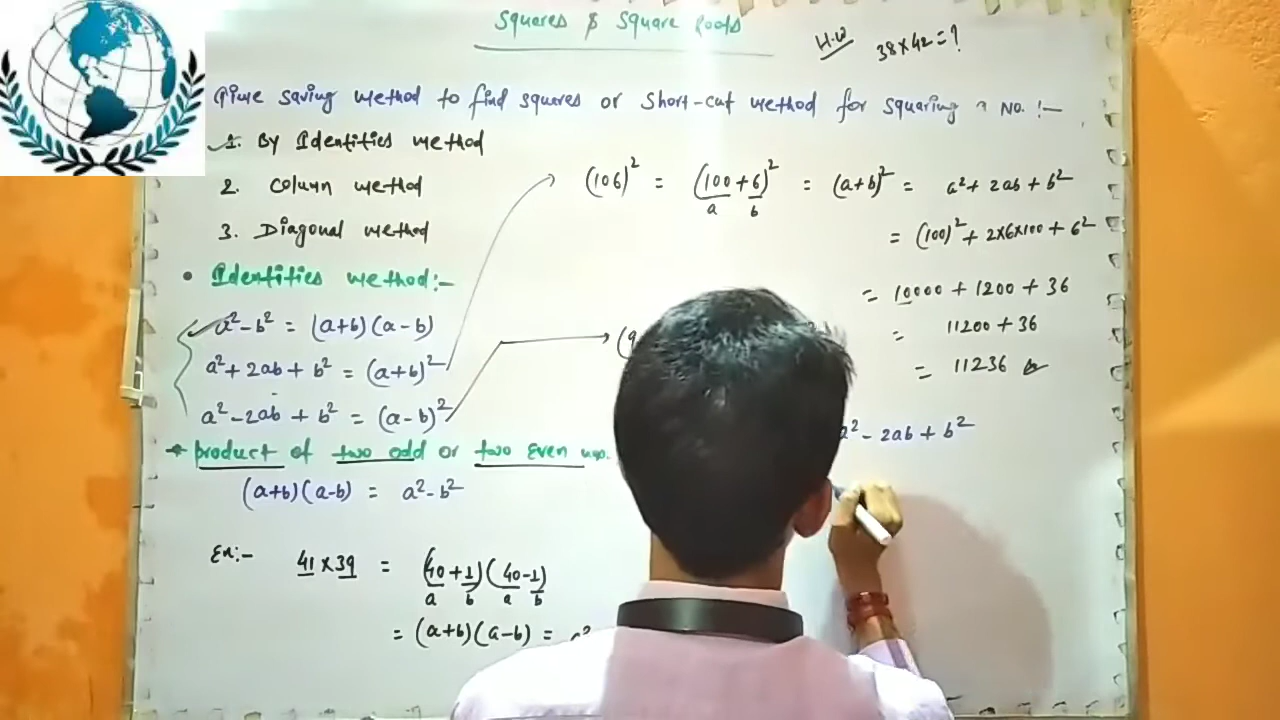 Squares & Square Roots
H.W 38×42=?
Time saving method to find squares or short-cut method for squaring a No. :-
1. By Identities method
2. Column method
3. Diagonal method
(106)² = (100+6)² = (a+b)² = a²+2ab+b²
a b
= (100)²+2×6×100+6²
= 10000+1200+36
= 11200+36
= 11236
• Identities method:-
a²-b² = (a+b)(a-b)
a²+2ab+b² = (a+b)²
a²-2ab+b² = (a-b)²
a²-2ab+b²
product of two odd or two Even nos.
(a+b)(a-b) = a²-b²
Ex:- 41×39 = (40+1)(40-1)
a b a b
= (a+b)(a-b) =